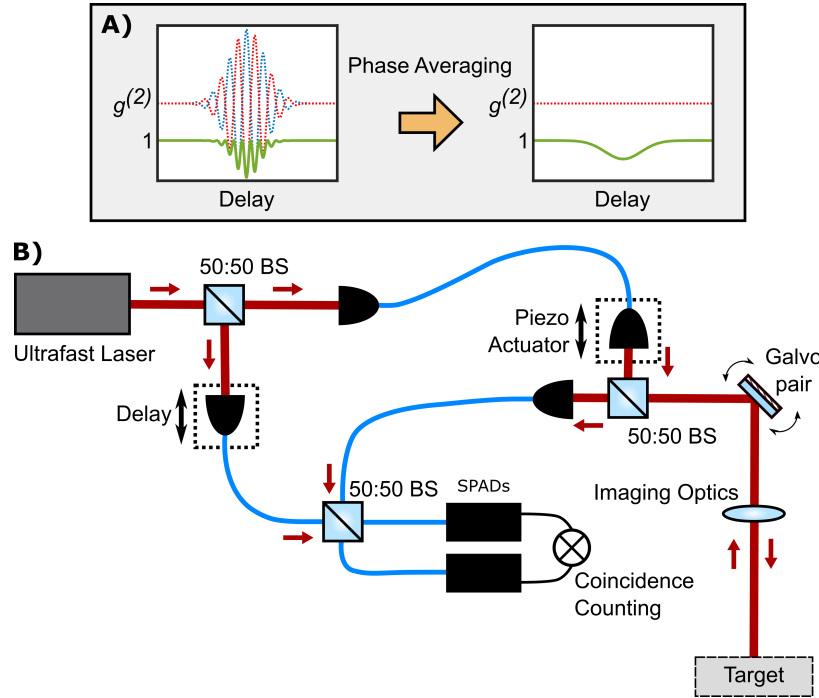 A)
Phase Averaging
g(2)
1
Delay
g(2)
1
Delay
B)
50:50 BS
Ultrafast Laser
Piezo
Actuator
Galvo
pair
Delay
50:50 BS
50:50 BS
SPADs
Imaging Optics
Coincidence
Counting
Target